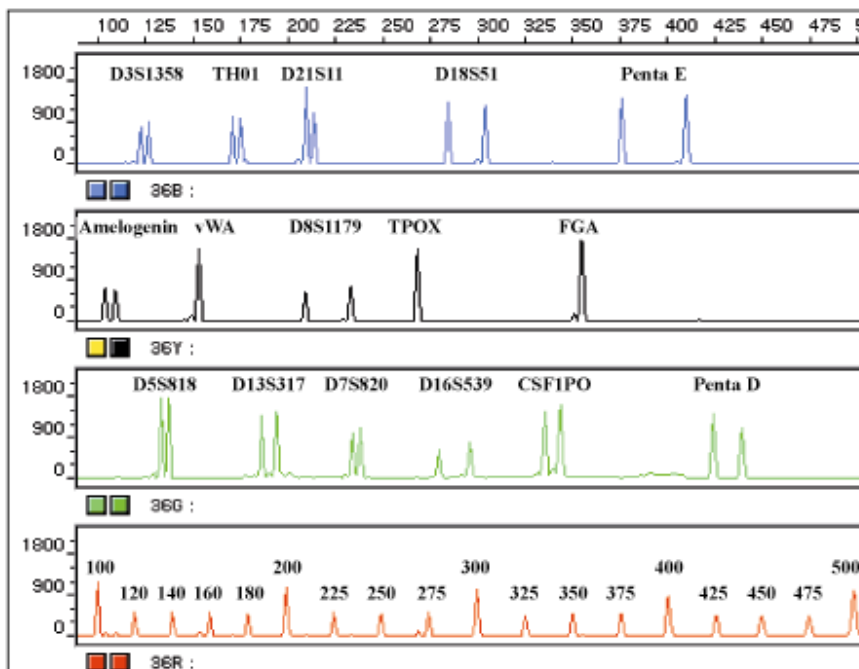 100 125 150 175 200 225 250 275 300 325 350 375 400 425 450 475
1800
900
0
D3S1358 TH01 D21S11 D18S51 Penta E
36B :
1800
900
0
Amelogenin vWA D8S1179 TPOX FGA
36Y :
1800
900
0
D5S818 D13S317 D7S820 D16S539 CSF1PO Penta D
36G :
1800
900
0
100 200 300 400 500
120 140 160 180 225 250 275 325 350 375 425 450 475
36R :